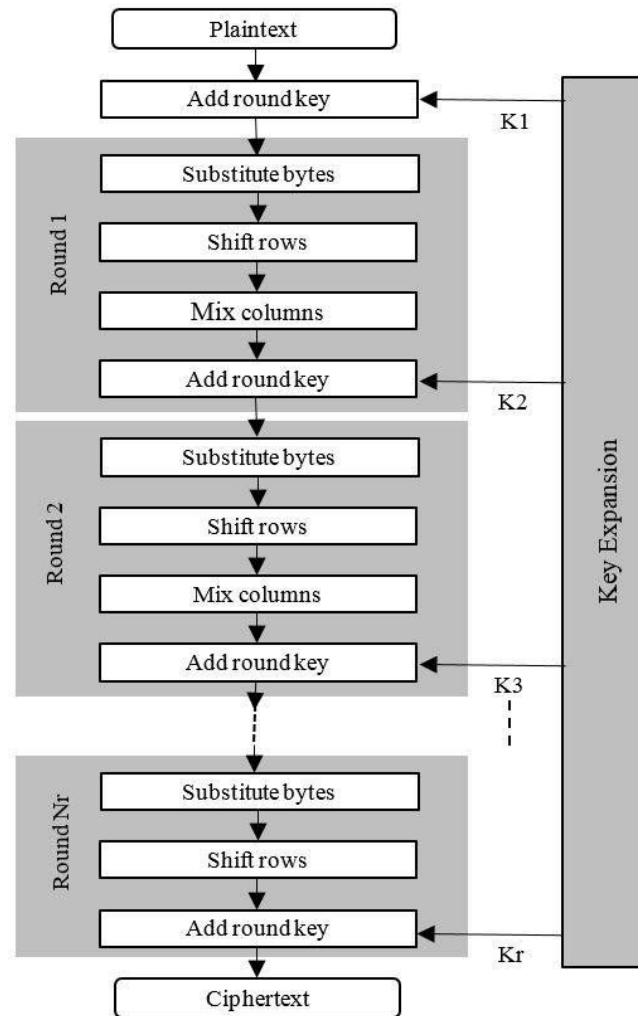 Plaintext
Add round key
K1
Round 1
Substitute bytes
Shift rows
Mix columns
Add round key
K2
Round 2
Substitute bytes
Shift rows
Mix columns
Add round key
K3
Round Nr
Substitute bytes
Shift rows
Add round key
Kr
Ciphertext
Key Expansion